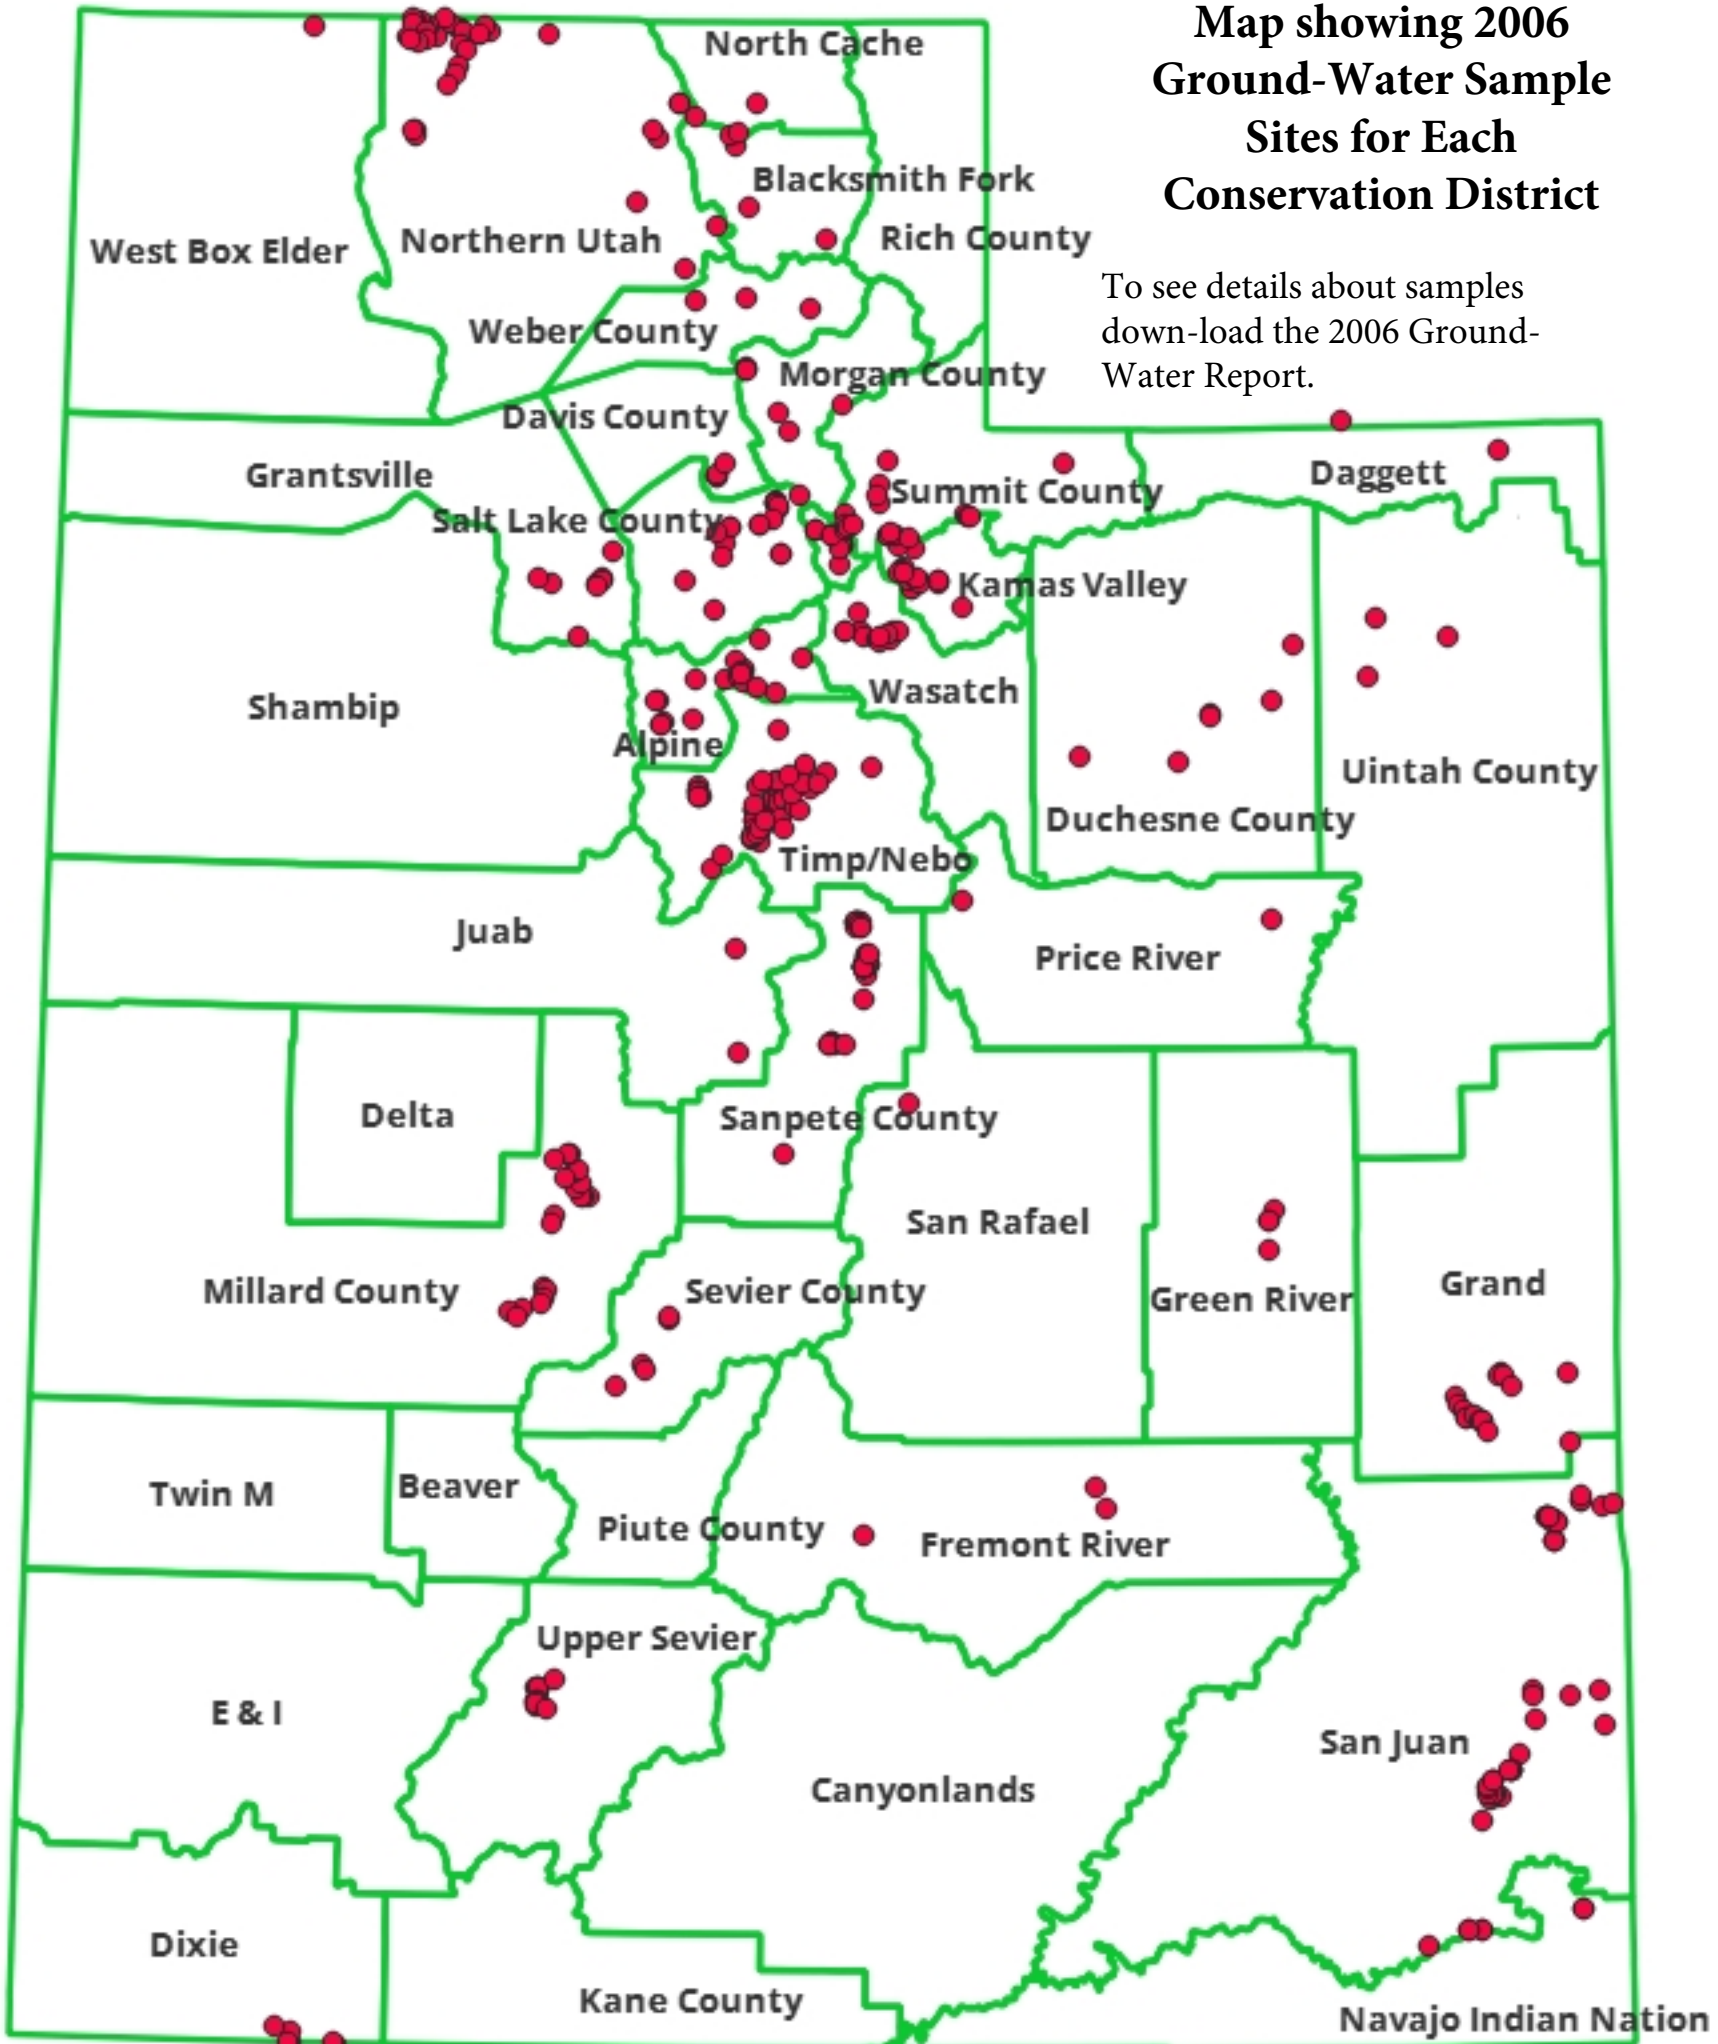 Map showing 2006
Ground-Water Sample
Sites for Each
Conservation District
To see details about samples
down-load the 2006 Ground-
Water Report.
North Cache
Blacksmith Fork
West Box Elder
Northern Utah
Rich County
Weber County
Morgan County
Davis County
Grantsville
Daggett
Summit County
Salt Lake County
Kamas Valley
Wasatch
Shambip
Alpine
Uintah County
Duchesne County
Timp/Nebo
Juab
Price River
Delta
Sanpete County
San Rafael
Millard County
Sevier County
Green River
Grand
Twin M
Beaver
Piute County
Fremont River
Upper Sevier
E & I
San Juan
Canyonlands
Dixie
Kane County
Navajo Indian Nation